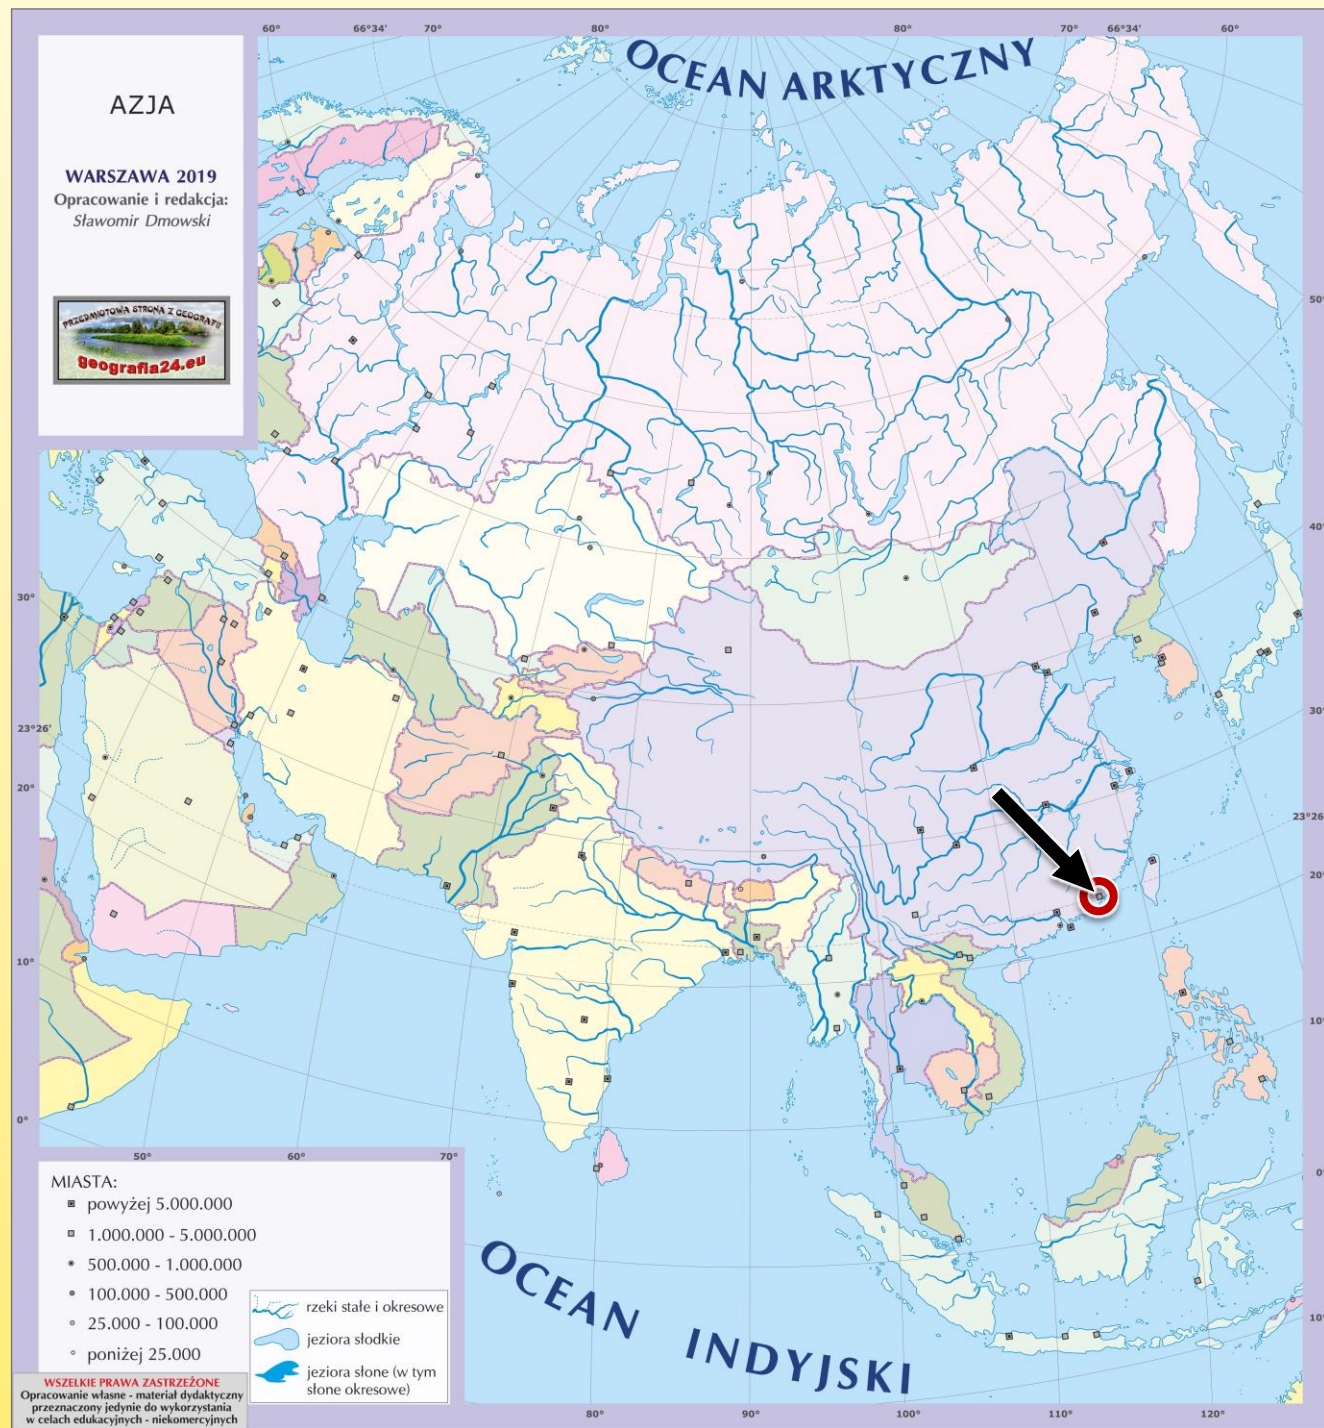 60°
66°34'
70°
80°
80°
70°
66°34'
60°
OCEAN ARKTYCZNY
AZJA
WARSZAWA 2019
Opracowanie i redakcja:
Sławomir Dmowski
PRZEDMIOTOWA STRONA Z GEOGRAFII
geografia24.eu
50°
40°
30°
30°
23°26'
20°
23°26'
20°
10°
10°
0°
0°
10°
50°
60°
70°
MIASTA:
powyżej 5.000.000
1.000.000 - 5.000.000
500.000 - 1.000.000
100.000 - 500.000
25.000 - 100.000
poniżej 25.000
rzeki stałe i okresowe
jeziora słodkie
jeziora słone (w tym
słone okresowe)
OCEAN INDYJSKI
WSZELKIE PRAWA ZASTRZEŻONE
Opracowanie własne - materiał dydaktyczny
przeznaczony jedynie do wykorzystania
w celach edukacyjnych - niekomercyjnych
80°
90°
100°
110°
120°